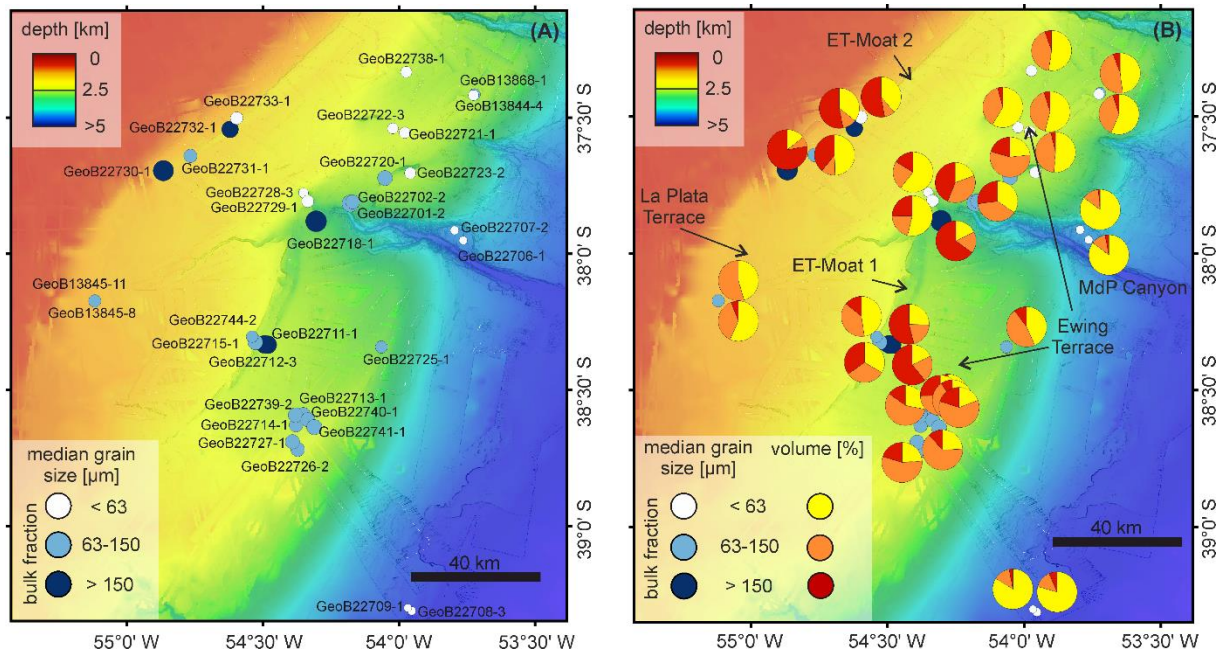 (A)
depth [km]
0
2.5
>5
GeoB22738-1
GeoB13868-1
GeoB13844-4
GeoB22733-1
GeoB22722-3
GeoB22732-1
GeoB22721-1
GeoB22720-1
GeoB22731-1
GeoB22730-1
GeoB22723-2
GeoB22728-3
GeoB22702-2
GeoB22729-1
GeoB22701-2
GeoB22707-2
GeoB22718-1
GeoB22706-1
GeoB13845-11
GeoB13845-8
GeoB22744-2
GeoB22711-1
GeoB22715-1
GeoB22725-1
GeoB22712-3
GeoB22713-1
GeoB22739-2
GeoB22740-1
GeoB22714-1
GeoB22741-1
GeoB22727-1
GeoB22726-2
median grain
size [µm]
bulk fraction
< 63
63-150
> 150
40 km
GeoB22709-1
GeoB22708-3
37°30' S
38°0' S
38°30' S
39°0' S
55°0' W
54°30' W
54°0' W
53°30' W
(B)
depth [km]
0
2.5
>5
ET-Moat 2
La Plata
Terrace
ET-Moat 1
MdP Canyon
Ewing
Terrace
median grain
size [µm]
volume [%]
bulk fraction
< 63
63-150
> 150
40 km
37°30' S
38°0' S
38°30' S
39°0' S
55°0' W
54°30' W
54°0' W
53°30' W